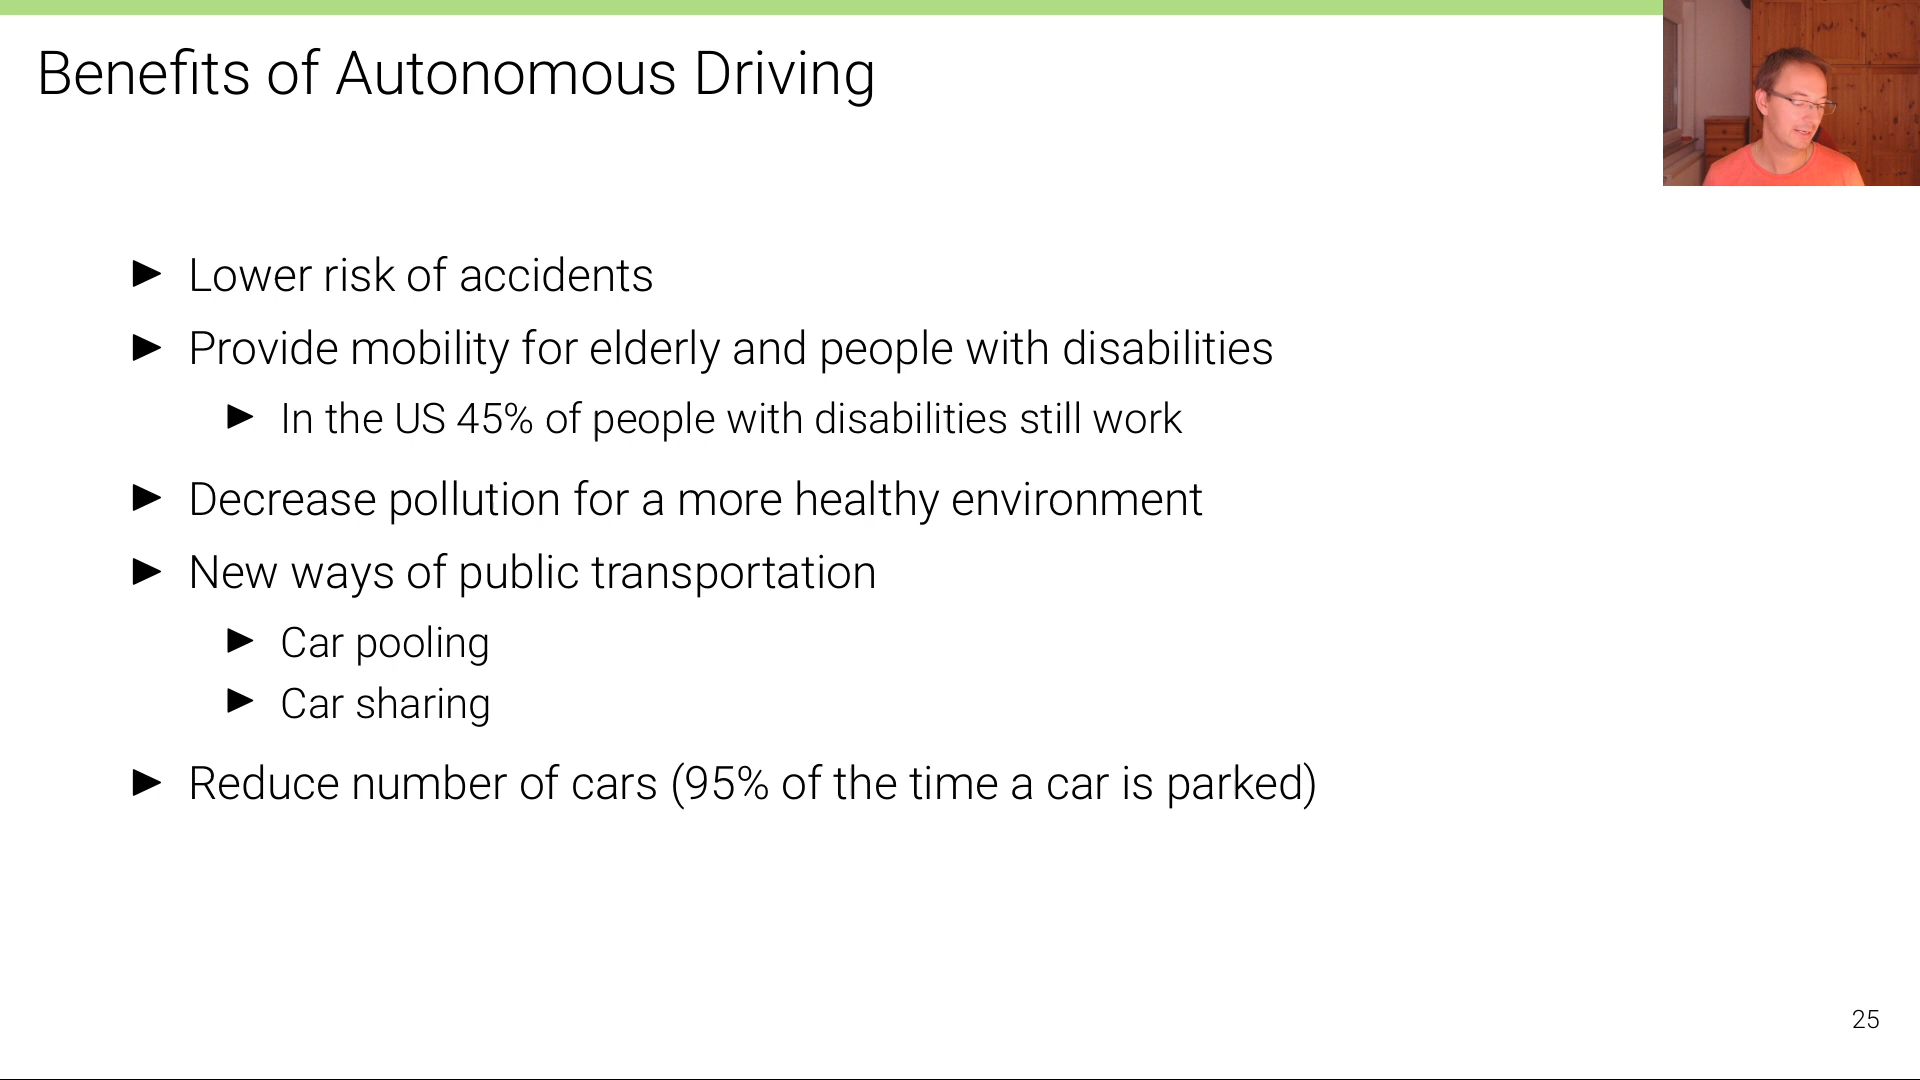 Benefits of Autonomous Driving
► Lower risk of accidents
► Provide mobility for elderly and people with disabilities
► In the US 45% of people with disabilities still work
► Decrease pollution for a more healthy environment
► New ways of public transportation
► Car pooling
► Car sharing
► Reduce number of cars (95% of the time a car is parked)
25